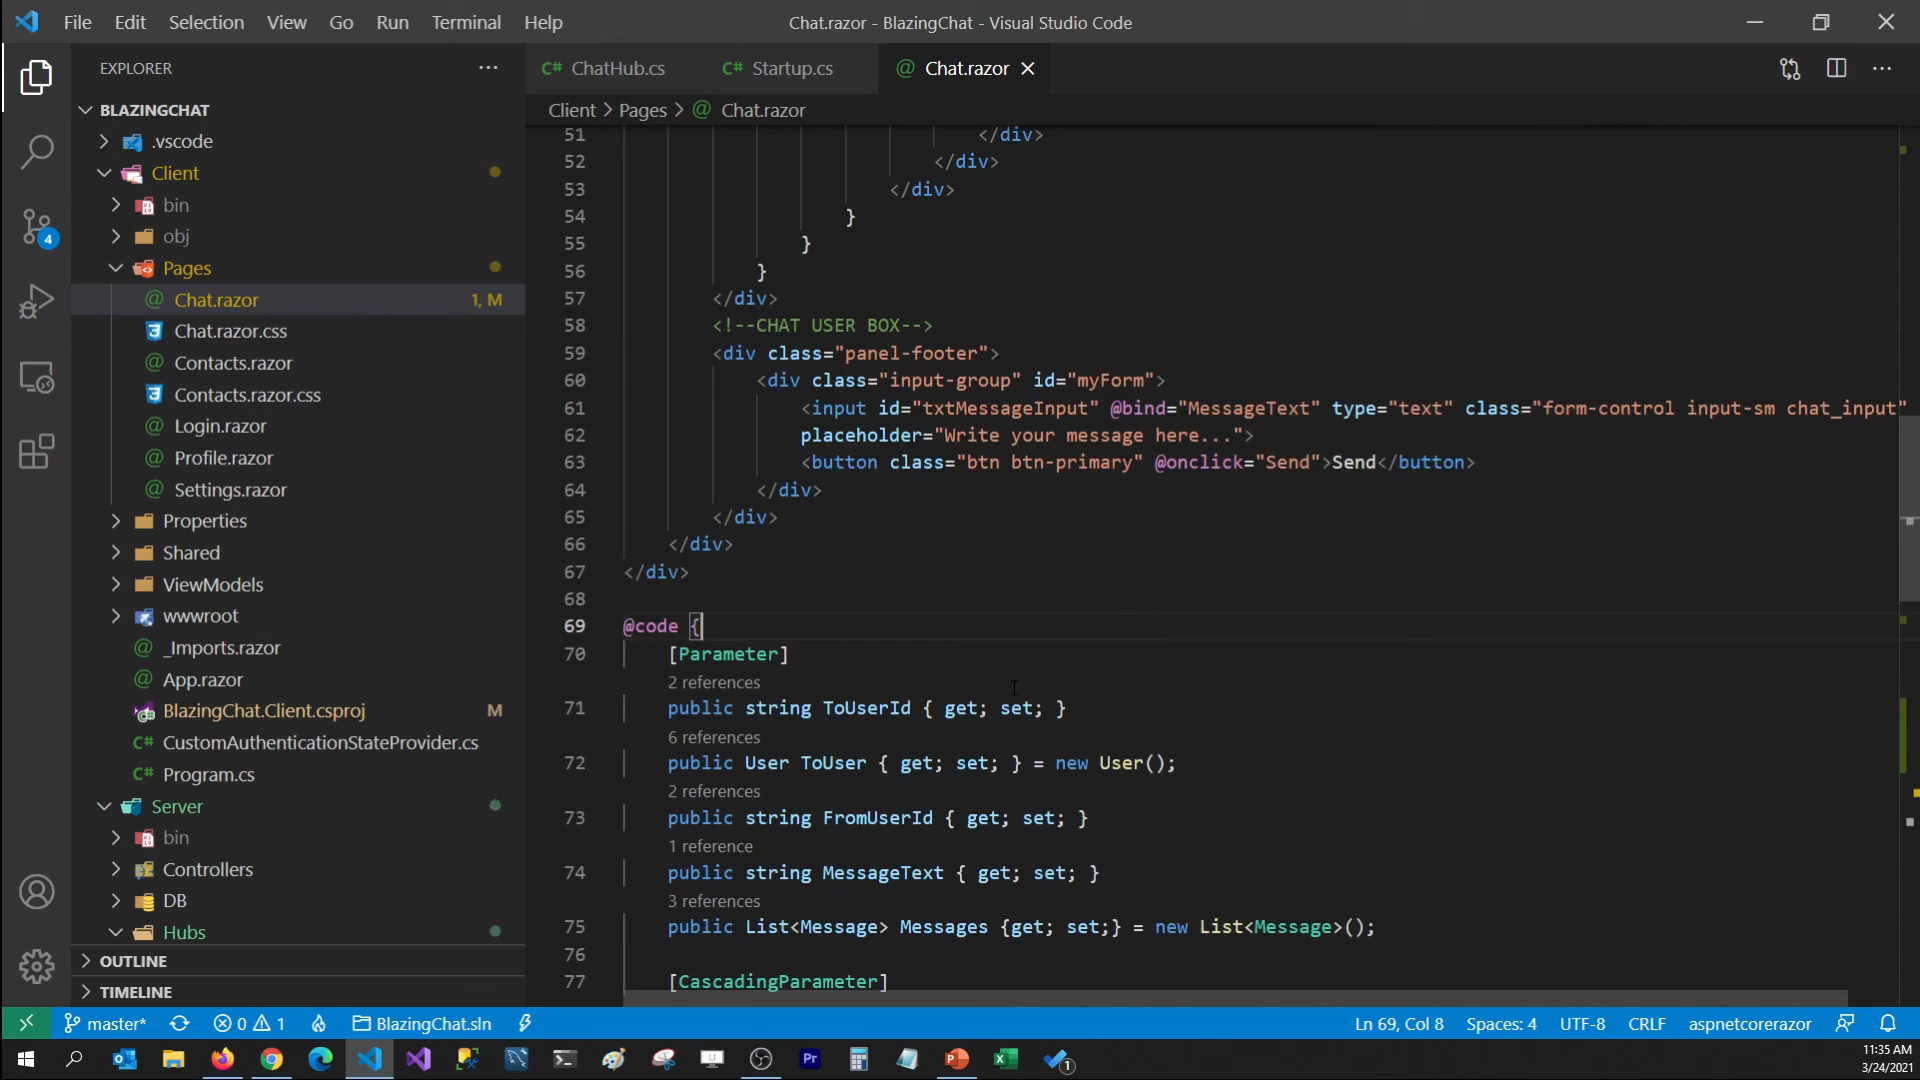 File Edit Selection View Go Run Terminal Help
Chat.razor - BlazingChat - Visual Studio Code
EXPLORER
BLAZINGCHAT
.vscode
Client
bin
obj
Pages
Chat.razor 1, M
Chat.razor.css
Contacts.razor
Contacts.razor.css
Login.razor
Profile.razor
Settings.razor
Properties
Shared
ViewModels
wwwroot
_Imports.razor
App.razor
BlazingChat.Client.csproj M
CustomAuthenticationStateProvider.cs
Program.cs
Server
bin
Controllers
DB
Hubs
OUTLINE
TIMELINE
4
C# ChatHub.cs C# Startup.cs @ Chat.razor
Client > Pages > @ Chat.razor
51 </div>
52 </div>
53 </div>
54 }
55 }
56 }
57 </div>
58 <!--CHAT USER BOX-->
59 <div class="panel-footer">
60 <div class="input-group" id="myForm">
61 <input id="txtMessageInput" @bind="MessageText" type="text" class="form-control input-sm chat_input"
62 placeholder="Write your message here...">
63 <button class="btn btn-primary" @onclick="Send">Send</button>
64 </div>
65 </div>
66 </div>
67 </div>
68
69 @code {
70 [Parameter]
2 references
71 public string ToUserId { get; set; }
6 references
72 public User ToUser { get; set; } = new User();
2 references
73 public string FromUserId { get; set; }
1 reference
74 public string MessageText { get; set; }
3 references
75 public List<Message> Messages {get; set;} = new List<Message>();
76
77 [CascadingParameter]
master* 0 1 BlazingChat.sln Ln 69, Col 8 Spaces: 4 UTF-8 CRLF aspnetcorerazor
Pr
1
11:35 AM
3/24/2021